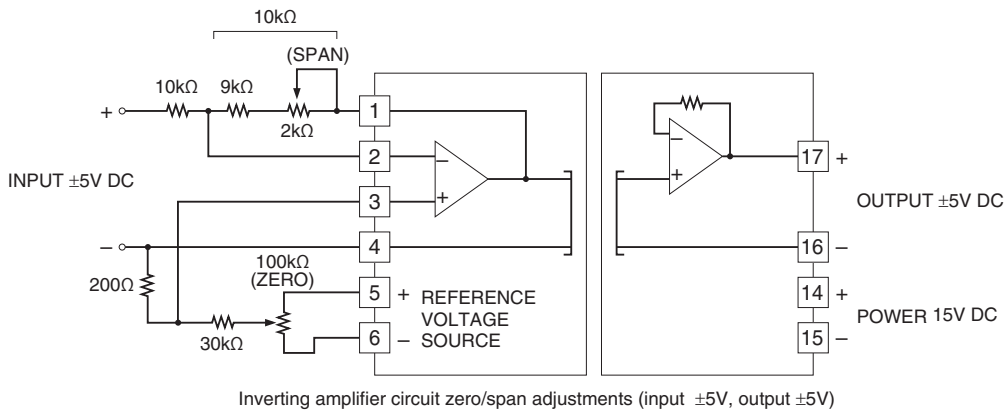 10kΩ
(SPAN)
10kΩ 9kΩ
2kΩ
+
1
2
−
+
3
INPUT ±5V DC
−
4
200Ω
100kΩ
(ZERO)
30kΩ
5 + REFERENCE
VOLTAGE
6 − SOURCE
−
+
17 +
OUTPUT ±5V DC
16 −
14 +
POWER 15V DC
15 −
Inverting amplifier circuit zero/span adjustments (input ±5V, output ±5V)